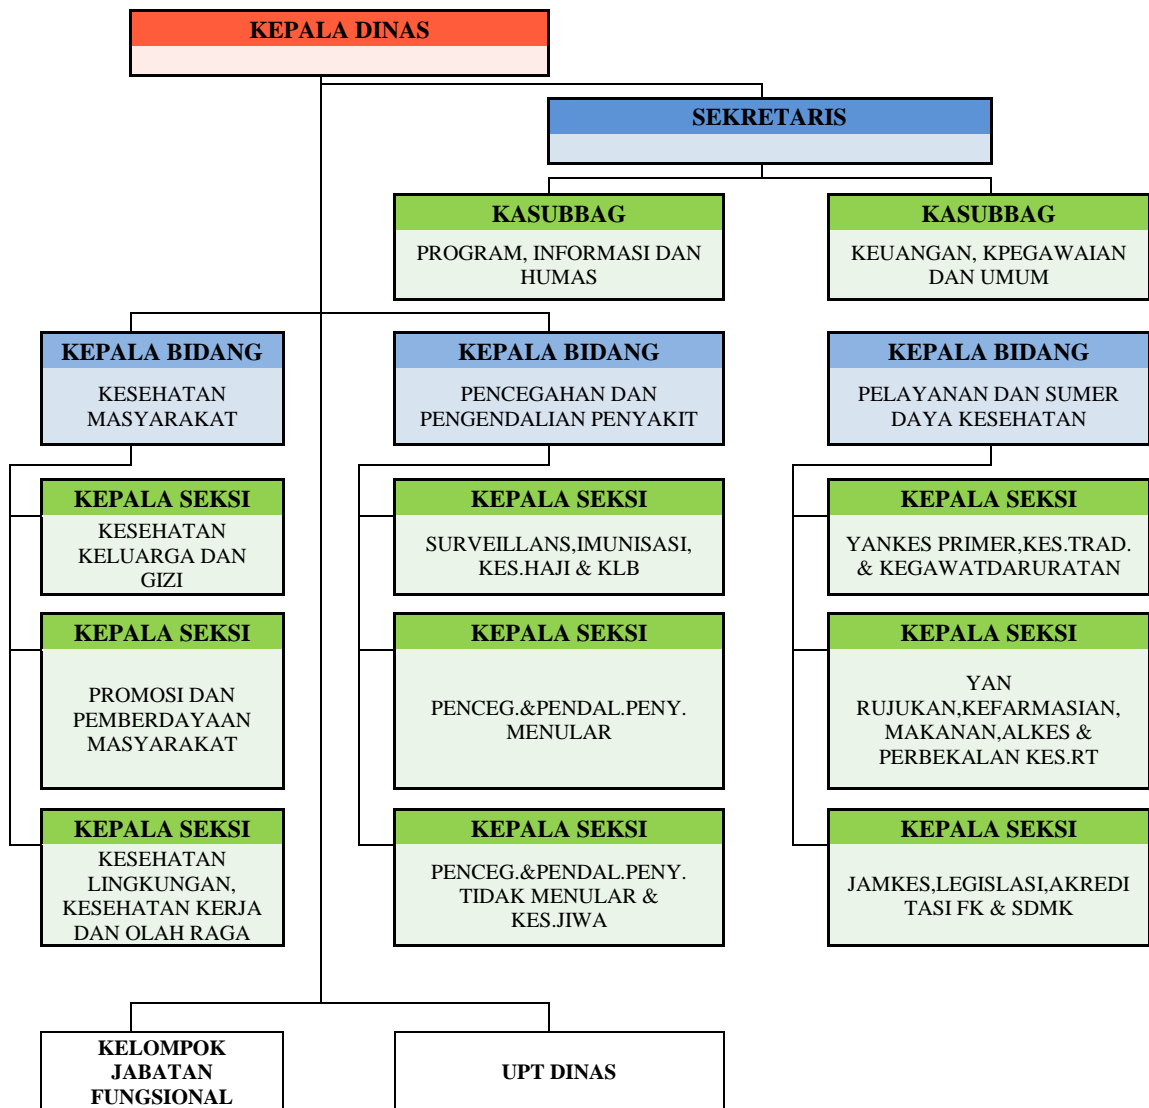 KEPALA DINAS
SEKRETARIS
KASUBBAG
PROGRAM, INFORMASI DAN
HUMAS
KASUBBAG
KEUANGAN, KPEGAWAIAN
DAN UMUM
KEPALA BIDANG
KESEHATAN
MASYARAKAT
KEPALA BIDANG
PENCEGAHAN DAN
PENGENDALIAN PENYAKIT
KEPALA BIDANG
PELAYANAN DAN SUMER
DAYA KESEHATAN
KEPALA SEKSI
KESEHATAN
KELUARGA DAN
GIZI
KEPALA SEKSI
SURVEILLANS,IMUNISASI,
KES.HAJI & KLB
KEPALA SEKSI
YANKES PRIMER,KES.TRAD.
& KEGAWATDARURATAN
KEPALA SEKSI
PROMOSI DAN
PEMBERDAYAAN
MASYARAKAT
KEPALA SEKSI
PENCEG.&PENDAL.PENY.
MENULAR
KEPALA SEKSI
YAN
RUJUKAN,KEFARMASIAN,
MAKANAN,ALKES &
PERBEKALAN KES.RT
KEPALA SEKSI
KESEHATAN
LINGKUNGAN,
KESEHATAN KERJA
DAN OLAH RAGA
KEPALA SEKSI
PENCEG.&PENDAL.PENY.
TIDAK MENULAR &
KES.JIWA
KEPALA SEKSI
JAMKES,LEGISLASI,AKREDI
TASI FK & SDMK
KELOMPOK
JABATAN
FUNGSIONAL
UPT DINAS